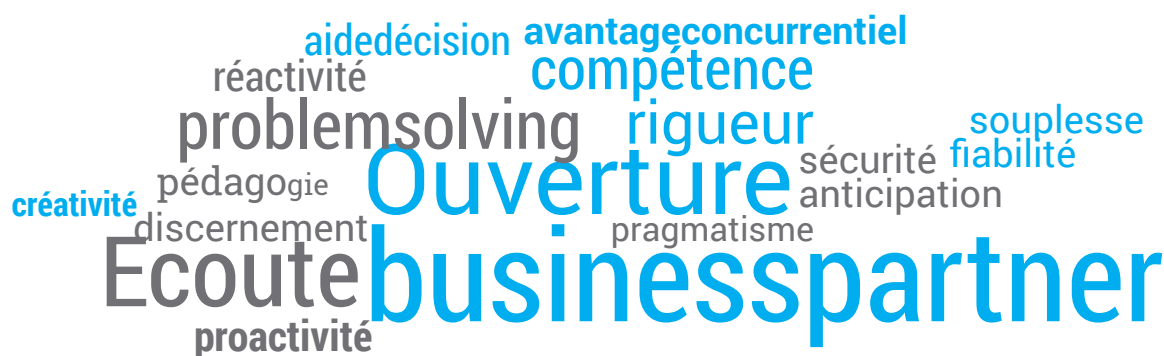 aidedécision avantageconcurrentiel
réactivité compétence
problemsolving rigueur souplesse
sécurité fiabilité
pédagogie Ouverture anticipation
créativité
discernement pragmatisme
Ecoute businesspartner
proactivité